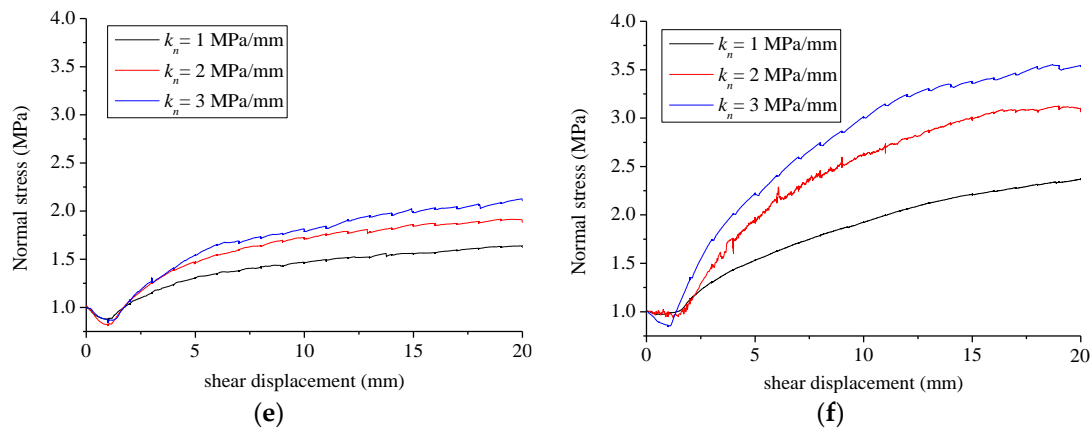 4.0
3.5
3.0
2.5
2.0
1.5
1.0
Normal stress (MPa)
kₙ = 1 MPa/mm
kₙ = 2 MPa/mm
kₙ = 3 MPa/mm
0 5 10 15 20
shear displacement (mm)
(e)
4.0
3.5
3.0
2.5
2.0
1.5
1.0
Normal stress (MPa)
kₙ = 1 MPa/mm
kₙ = 2 MPa/mm
kₙ = 3 MPa/mm
0 5 10 15 20
shear displacement (mm)
(f)